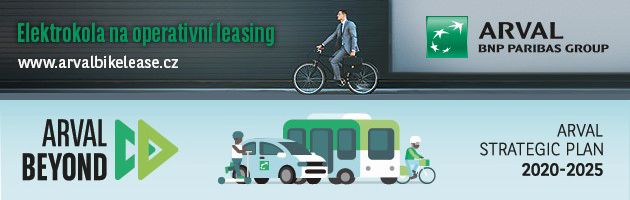 Elektrokola na operativní leasing
www.arvalbikelease.cz
ARVAL
BNP PARIBAS GROUP
ARVAL
BEYOND
ARVAL
STRATEGIC PLAN
2020-2025